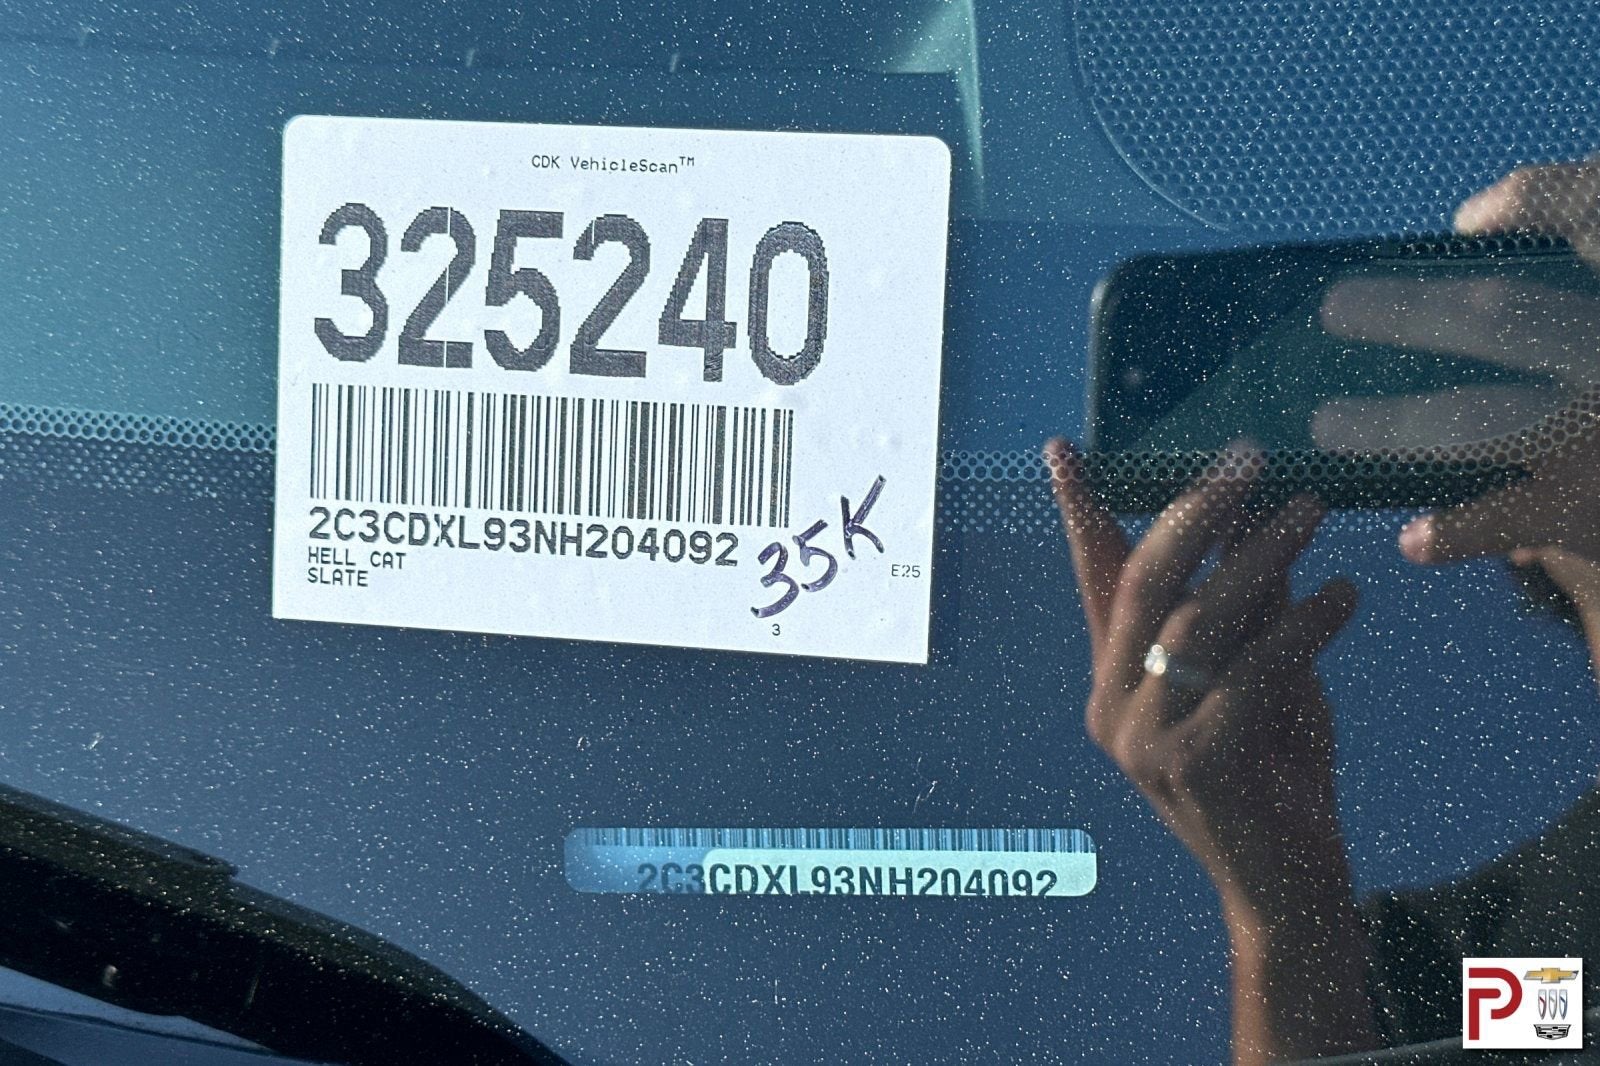 CDK VehicleScan™
325240
2C3CDXL93NH204092
HELL CAT
SLATE
35K
E25
3
2C3CDXL93NH204092
P